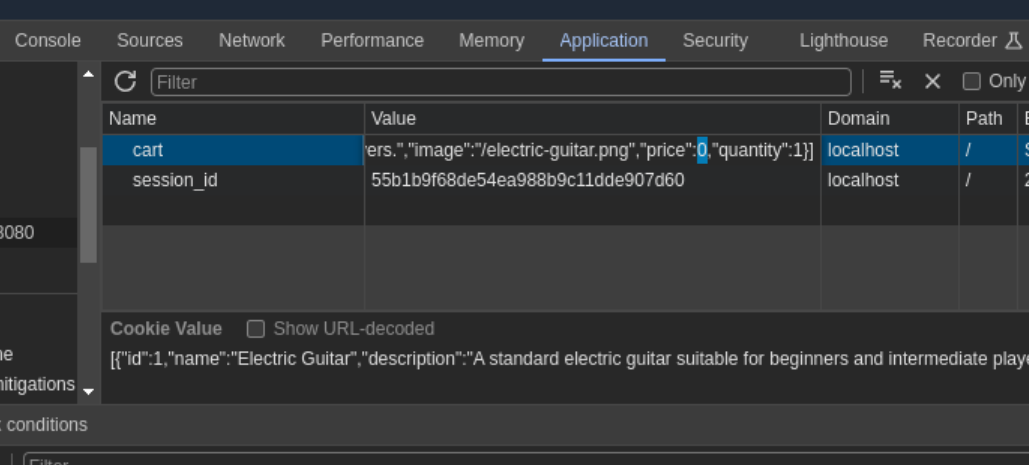 Console Sources Network Performance Memory Application Security Lighthouse Recorder
Filter Only
Name Value Domain Path
cart ers.","image":"/electric-guitar.png","price":0,"quantity":1}] localhost /
session_id 55b1b9f68de54ea988b9c11dde907d60 localhost / 2
8080
Cookie Value Show URL-decoded
[{"id":1,"name":"Electric Guitar","description":"A standard electric guitar suitable for beginners and intermediate playe
ne
nitigations
conditions
Filter